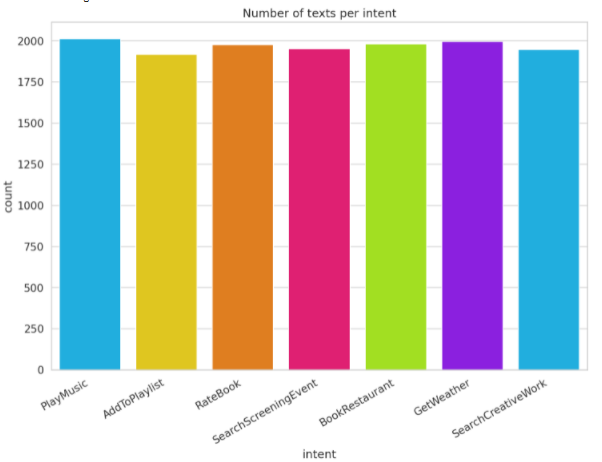 Number of texts per intent
2000
1750
1500
1250
1000
750
500
250
0
count
PlayMusic
AddToPlaylist
RateBook
SearchScreeningEvent
BookRestaurant
GetWeather
SearchCreativeWork
intent